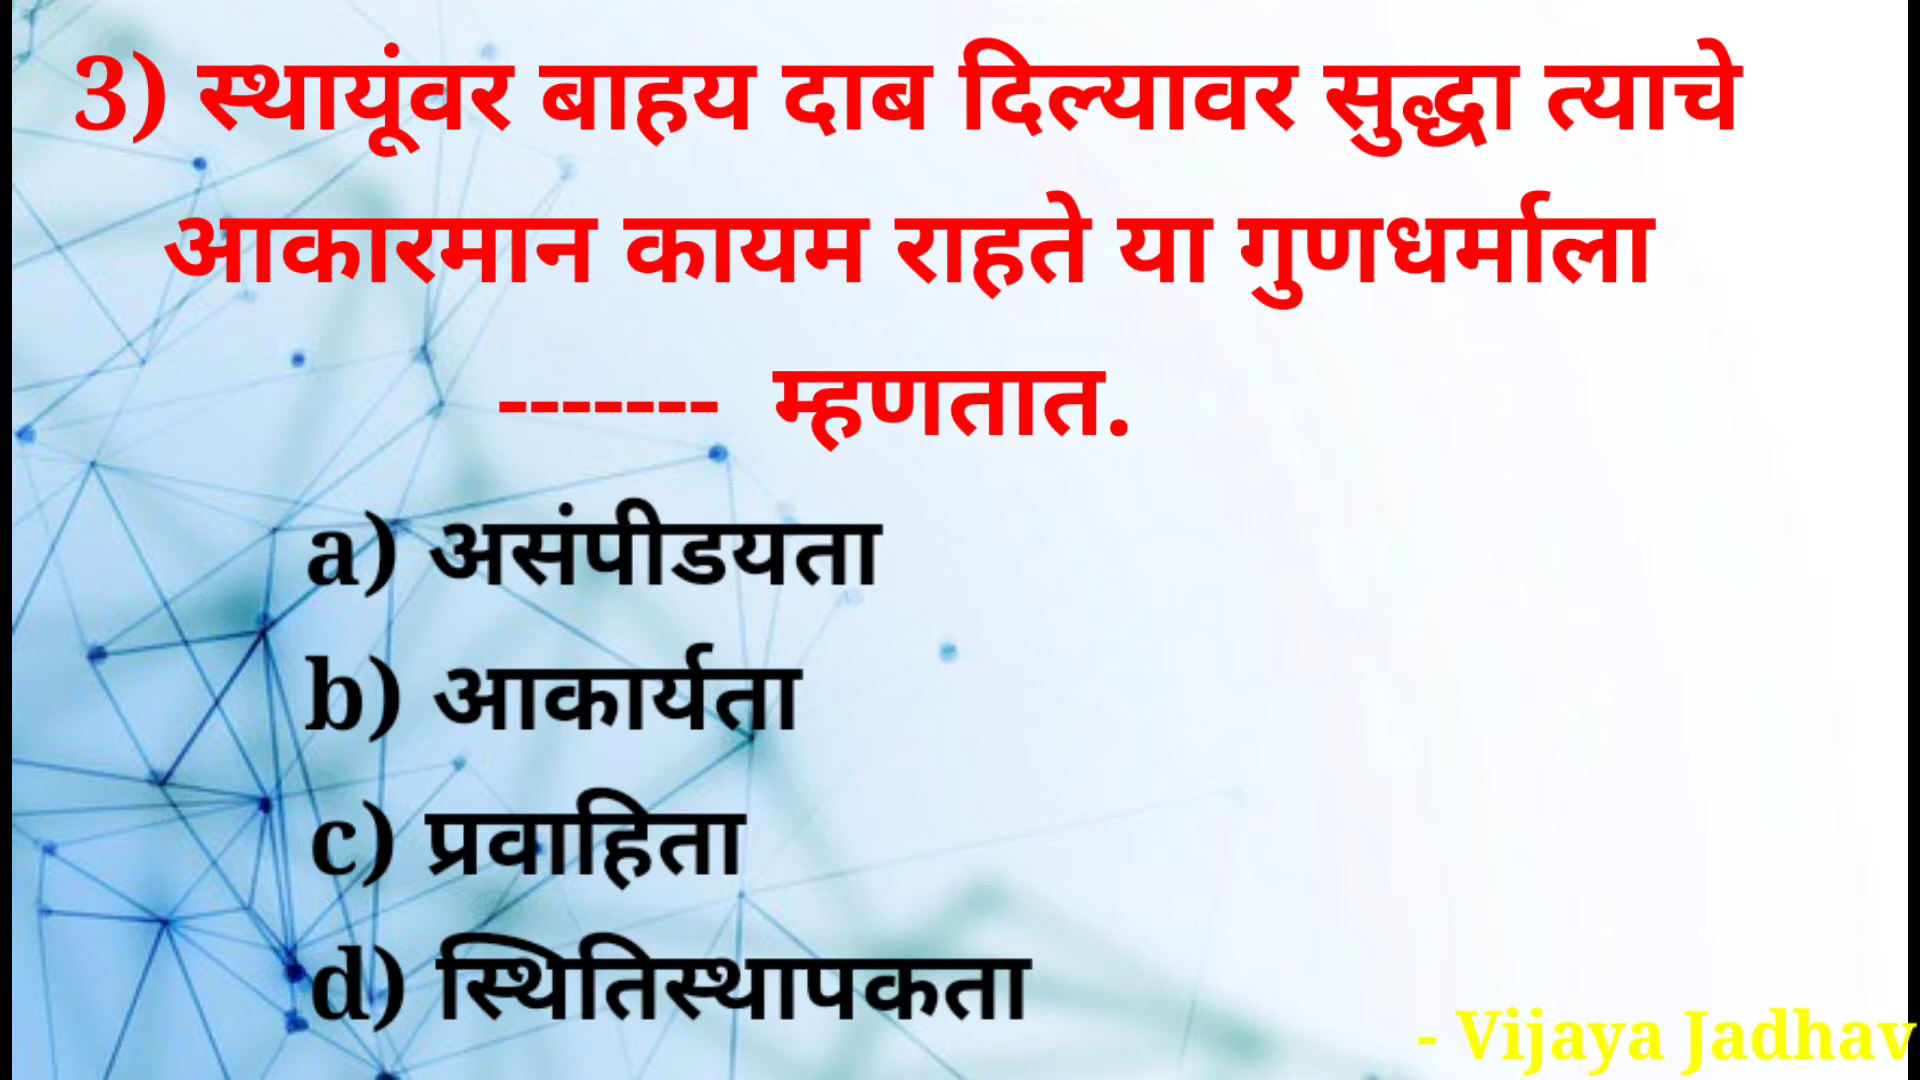 3) स्थायूंवर बाहय दाब दिल्यावर सुद्धा त्याचे
आकारमान कायम राहते या गुणधर्माला
------- म्हणतात.
a) असंपीडयता
b) आकार्यता
c) प्रवाहिता
d) स्थितिस्थापकता
- Vijaya Jadhav